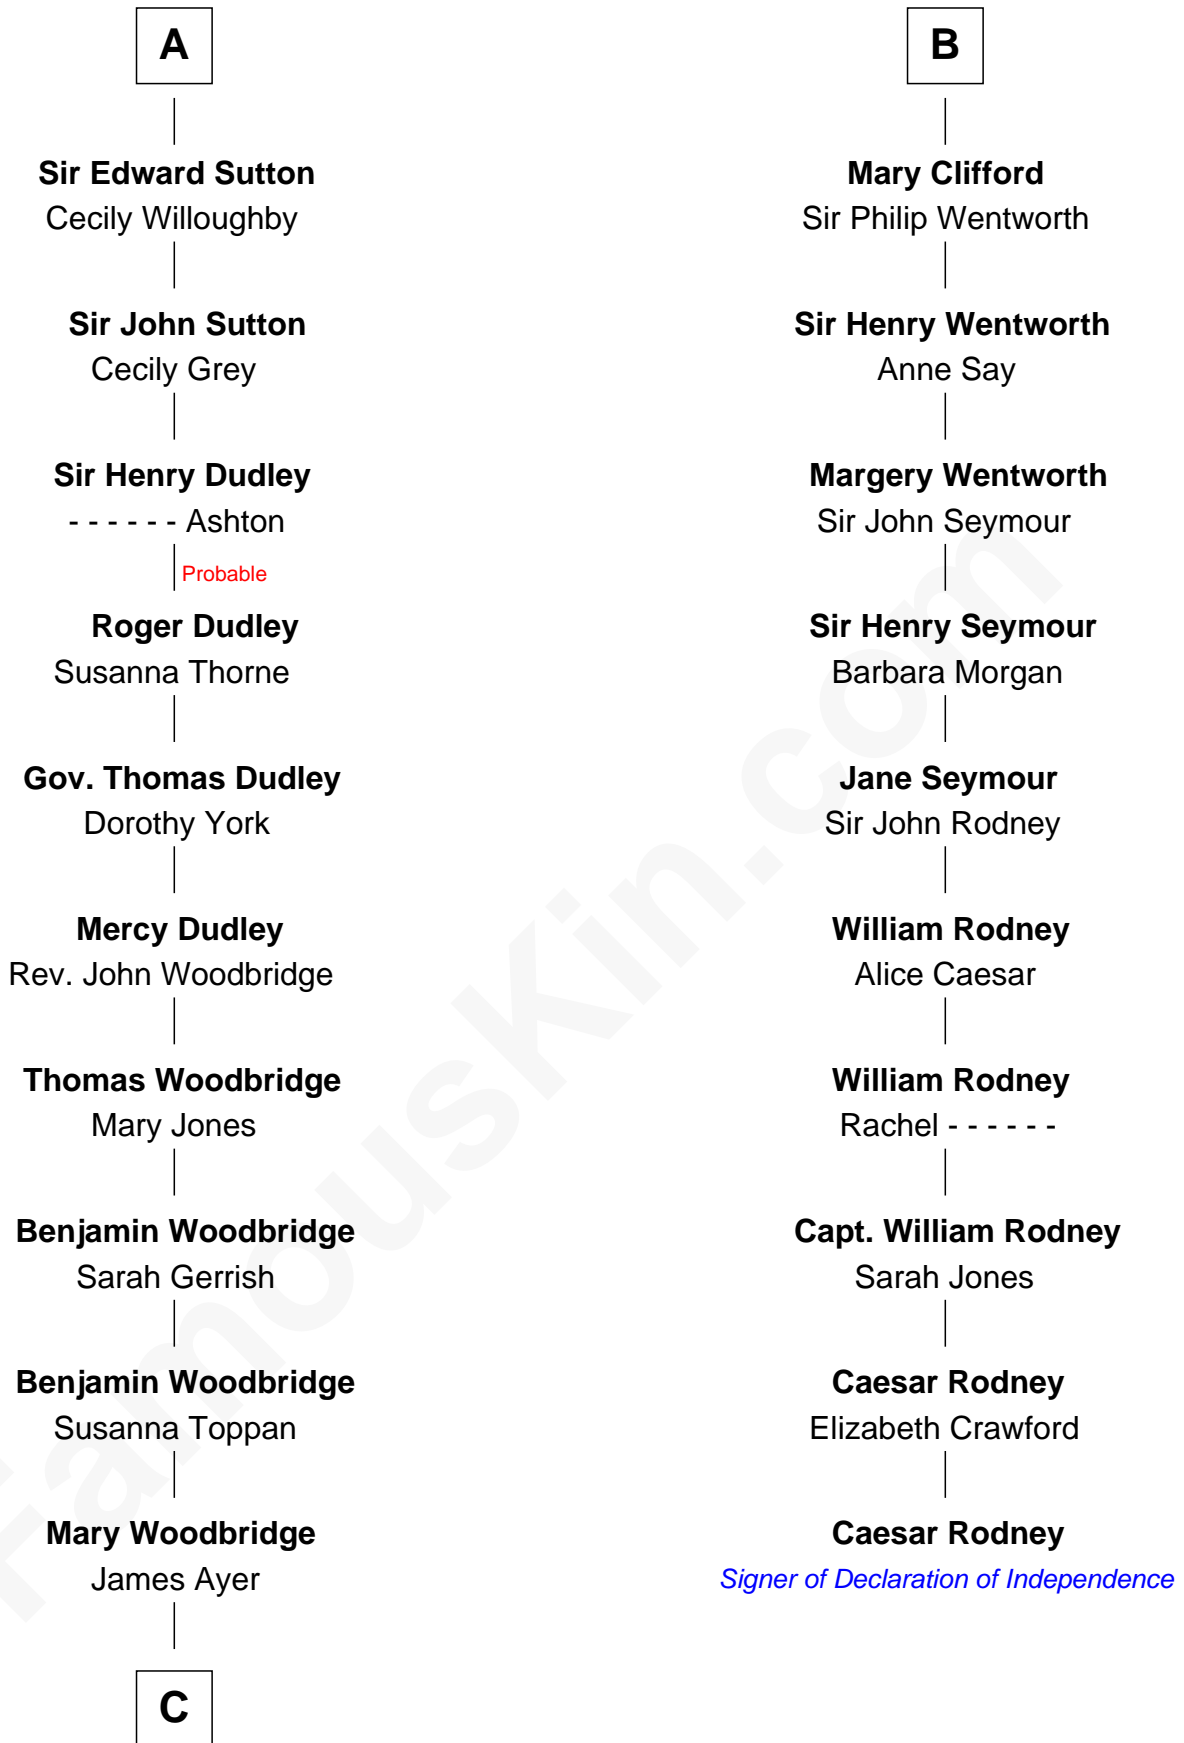 A
Sir Edward Sutton
Cecily Willoughby
Sir John Sutton
Cecily Grey
Sir Henry Dudley
- - - - - - Ashton
Probable
Roger Dudley
Susanna Thorne
Gov. Thomas Dudley
Dorothy York
Mercy Dudley
Rev. John Woodbridge
Thomas Woodbridge
Mary Jones
Benjamin Woodbridge
Sarah Gerrish
Benjamin Woodbridge
Susanna Toppan
Mary Woodbridge
James Ayer
C
B
Mary Clifford
Sir Philip Wentworth
Sir Henry Wentworth
Anne Say
Margery Wentworth
Sir John Seymour
Sir Henry Seymour
Barbara Morgan
Jane Seymour
Sir John Rodney
William Rodney
Alice Caesar
William Rodney
Rachel - - - - - -
Capt. William Rodney
Sarah Jones
Caesar Rodney
Elizabeth Crawford
Caesar Rodney
Signer of Declaration of Independence
FamousKin.com